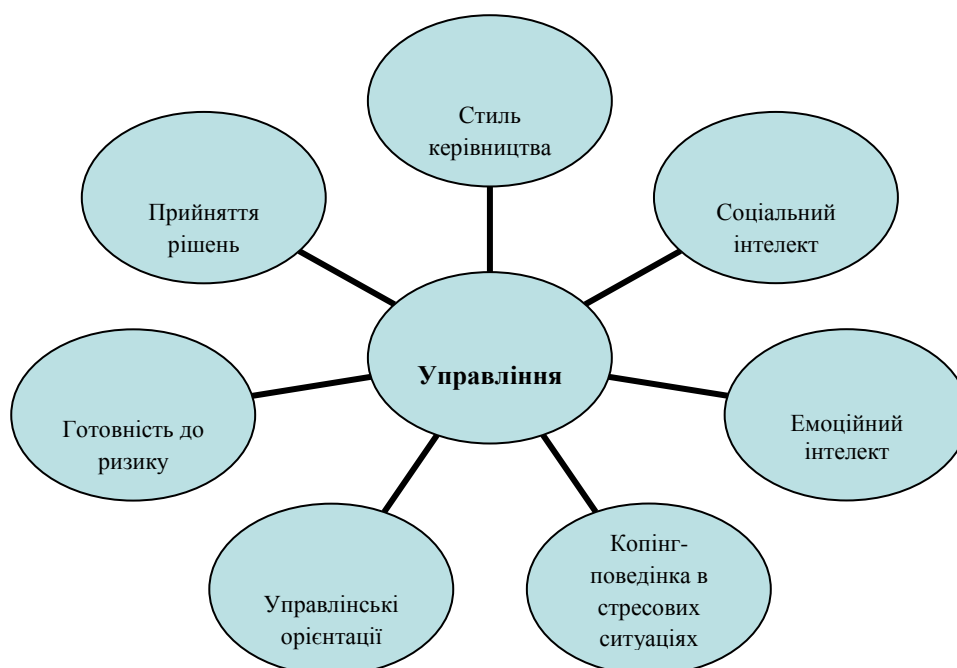 Стиль
керівництва
Прийняття
рішень
Соціальний
інтелект
Управління
Готовність до
ризику
Емоційний
інтелект
Управлінські
орієнтації
Копінг-
поведінка в
стресових
ситуаціях